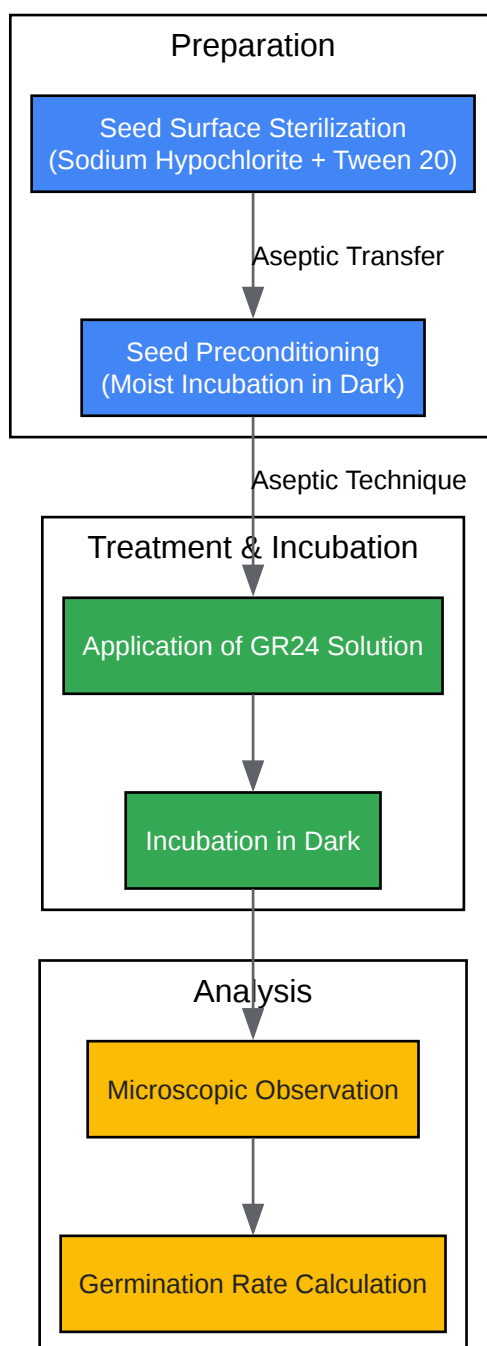 Preparation
Seed Surface Sterilization
(Sodium Hypochlorite + Tween 20)
Aseptic Transfer
Seed Preconditioning
(Moist Incubation in Dark)
Aseptic Technique
Treatment & Incubation
Application of GR24 Solution
Incubation in Dark
Analysis
Microscopic Observation
Germination Rate Calculation